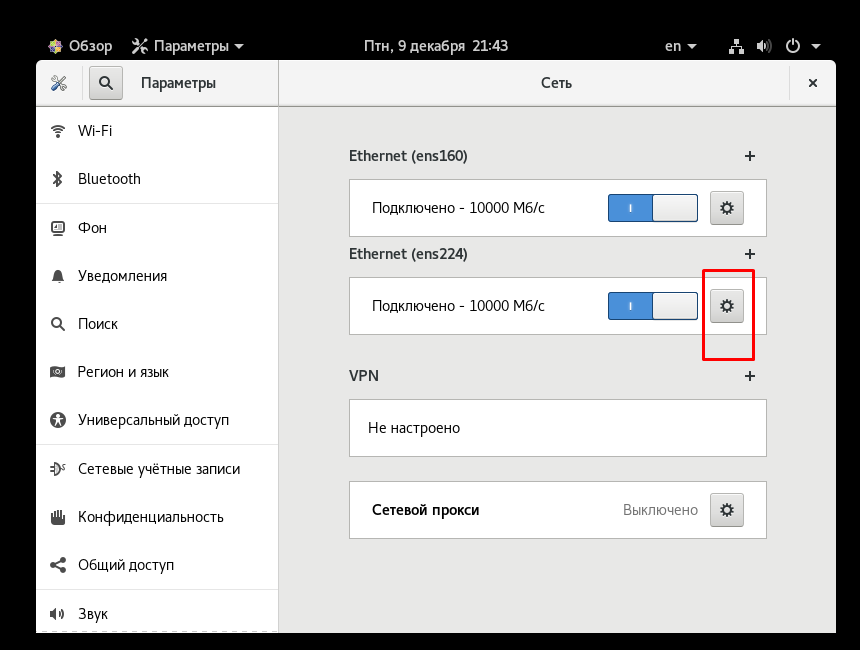 Обзор Параметры Птн, 9 декабря 21:43 en
Параметры Сеть
Wi-Fi
Bluetooth
Фон
Уведомления
Поиск
Регион и язык
Универсальный доступ
Сетевые учётные записи
Конфиденциальность
Общий доступ
Звук
Ethernet (ens160)
Подключено - 10000 Мб/с
Ethernet (ens224)
Подключено - 10000 Мб/с
VPN
Не настроено
Сетевой прокси Выключено